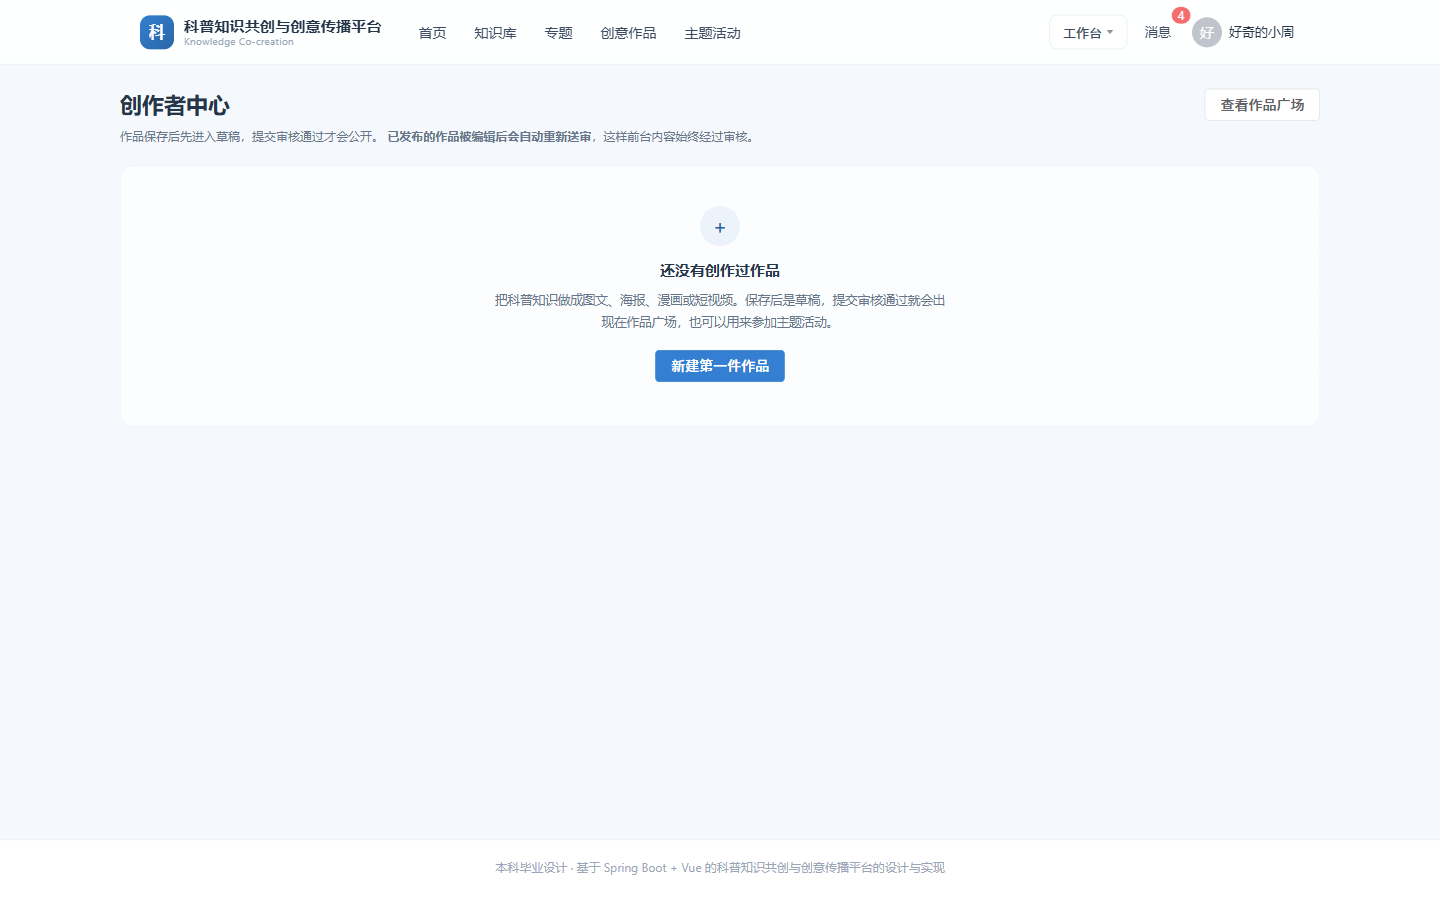 科
科普知识共创与创意传播平台
Knowledge Co-creation
首页
知识库
专题
创意作品
主题活动
工作台
消息
4
好
好奇的小周
创作者中心
查看作品广场
作品保存后先进入草稿，提交审核通过才会公开。 已发布的作品被编辑后会自动重新送审，这样前台内容始终经过审核。
+
还没有创作过作品
把科普知识做成图文、海报、漫画或短视频。保存后是草稿，提交审核通过就会出
现在作品广场，也可以用来参加主题活动。
新建第一件作品
本科毕业设计 · 基于 Spring Boot + Vue 的科普知识共创与创意传播平台的设计与实现